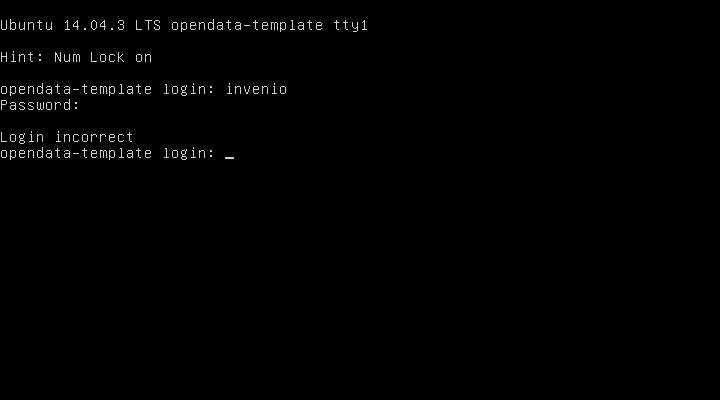 Ubuntu 14.04.3 LTS opendata-template tty1
Hint: Num Lock on
opendata-template login: invenio
Password:
Login incorrect
opendata-template login: _